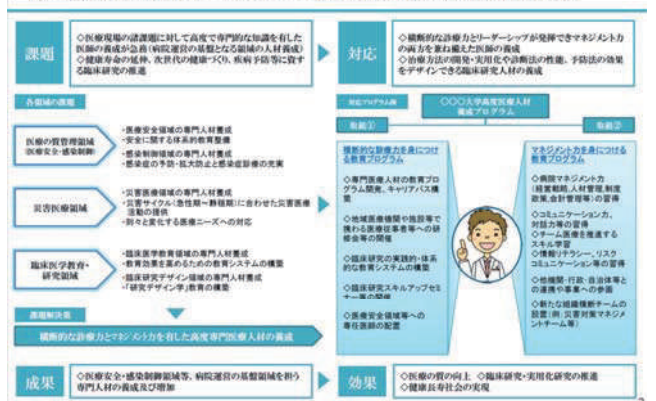 課題
◇医療現場の諸課題に対して高度で専門的な知識を有した
医師の養成が急務(病院運営の基盤となる領域の人材養成)
◇健康寿命の延伸、次世代の健康づくり、疾病予防等に資す
る臨床研究の推進
対応
◇横断的な診療力とリーダーシップが発揮できマネジメント力
の両方を兼ね備えた医師の養成
◇治療方法の開発・実用化や診断法の性能、予防法の効果
をデザインできる臨床研究人材の養成
各領域の課題
医療の質管理領域
(医療安全・感染制御)
・医療安全領域の専門人材養成
・安全に関する体系的教育整備
・感染制御領域の専門人材養成
・感染症の予防・拡大防止と感染症診療の充実
災害医療領域
・災害医療領域の専門人材養成
・災害サイクル(急性期~静穏期)に合わせた災害医療
活動の提供
・刻々と変化する医療ニーズへの対応
臨床医学教育・
研究領域
・臨床医学教育領域の専門人材養成
・教育効果を高めるための教育システムの構築
・臨床研究デザイン領域の専門人材養成
・「研究デザイン学」教育の構築
課題解決策
横断的な診療力とマネジメント力を有した高度専門医療人材の養成
対応プログラム例
〇〇〇大学高度医療人材
養成プログラム
取組①
横断的な診療力を身につけ
る教育プログラム
◇専門医療人材の教育プロ
グラム開発、キャリアパス構
築
◇地域医療機関や施設等で
携わる医療従事者等への研
修会等の開催
◇臨床研究の実践的・体系
的な教育システムの構築
◇臨床研究スキルアップセミ
ナー等の開催
◇医療安全領域等への
専任医師の配置
取組②
マネジメント力を身につける
教育プログラム
◇病院マネジメント力
(経営戦略、人材管理、制度
政策、会計管理等)の習得
◇コミュニケーション力、
対話力等の習得
◇チーム医療を推進する
スキル学習
◇情報リテラシー、リスク
コミュニケーション等の習得
◇他機関・行政・自治体等と
の連携や事業への参画
◇新たな組織横断チームの
設置(例:災害対策マネジメ
ントチーム等)
成果
◇医療安全・感染制御領域等、病院運営の基盤領域を担う
専門人材の養成及び増加
効果
◇医療の質の向上 ◇臨床研究・実用化研究の推進
◇健康長寿社会の実現